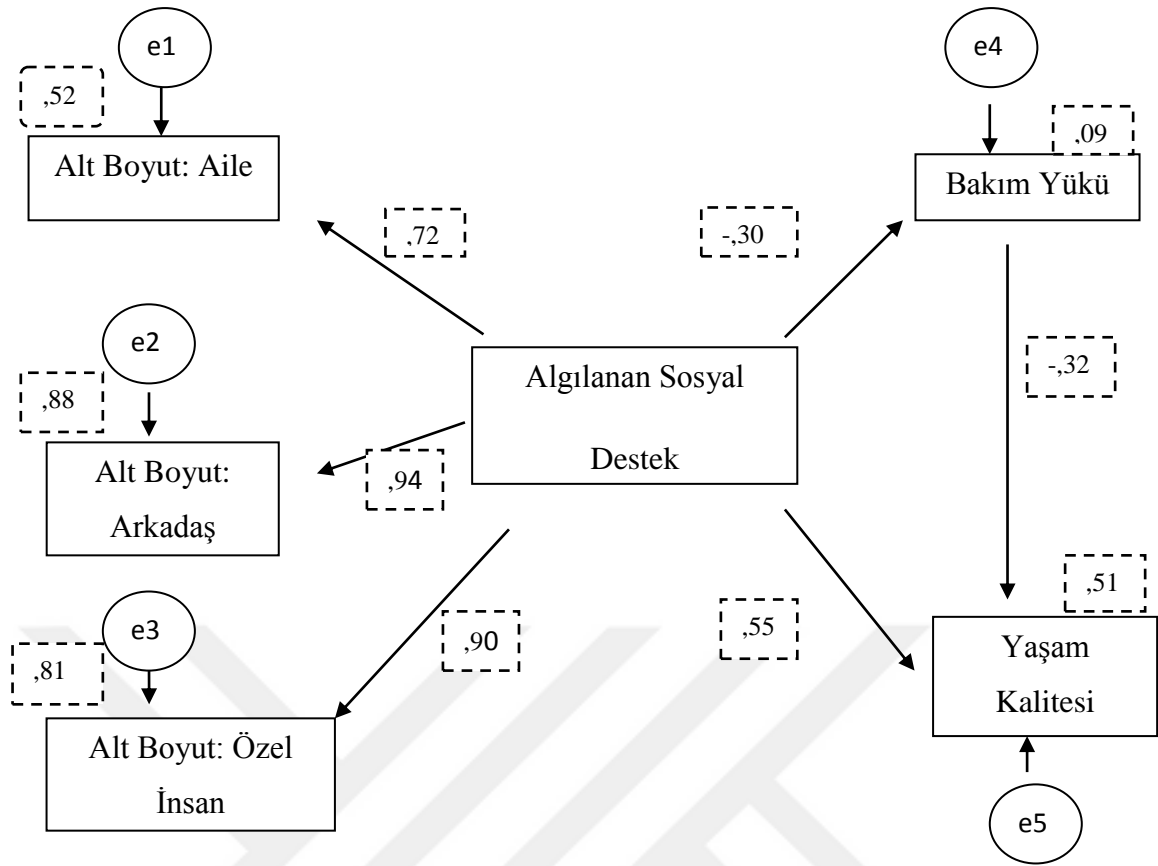 e1
,52
Alt Boyut: Aile
,72
e4
,09
Bakım Yükü
-,30
e2
,88
Alt Boyut:
Arkadaş
,94
Algılanan Sosyal
Destek
-,32
e3
,81
Alt Boyut: Özel
İnsan
,90
,55
,51
Yaşam
Kalitesi
e5